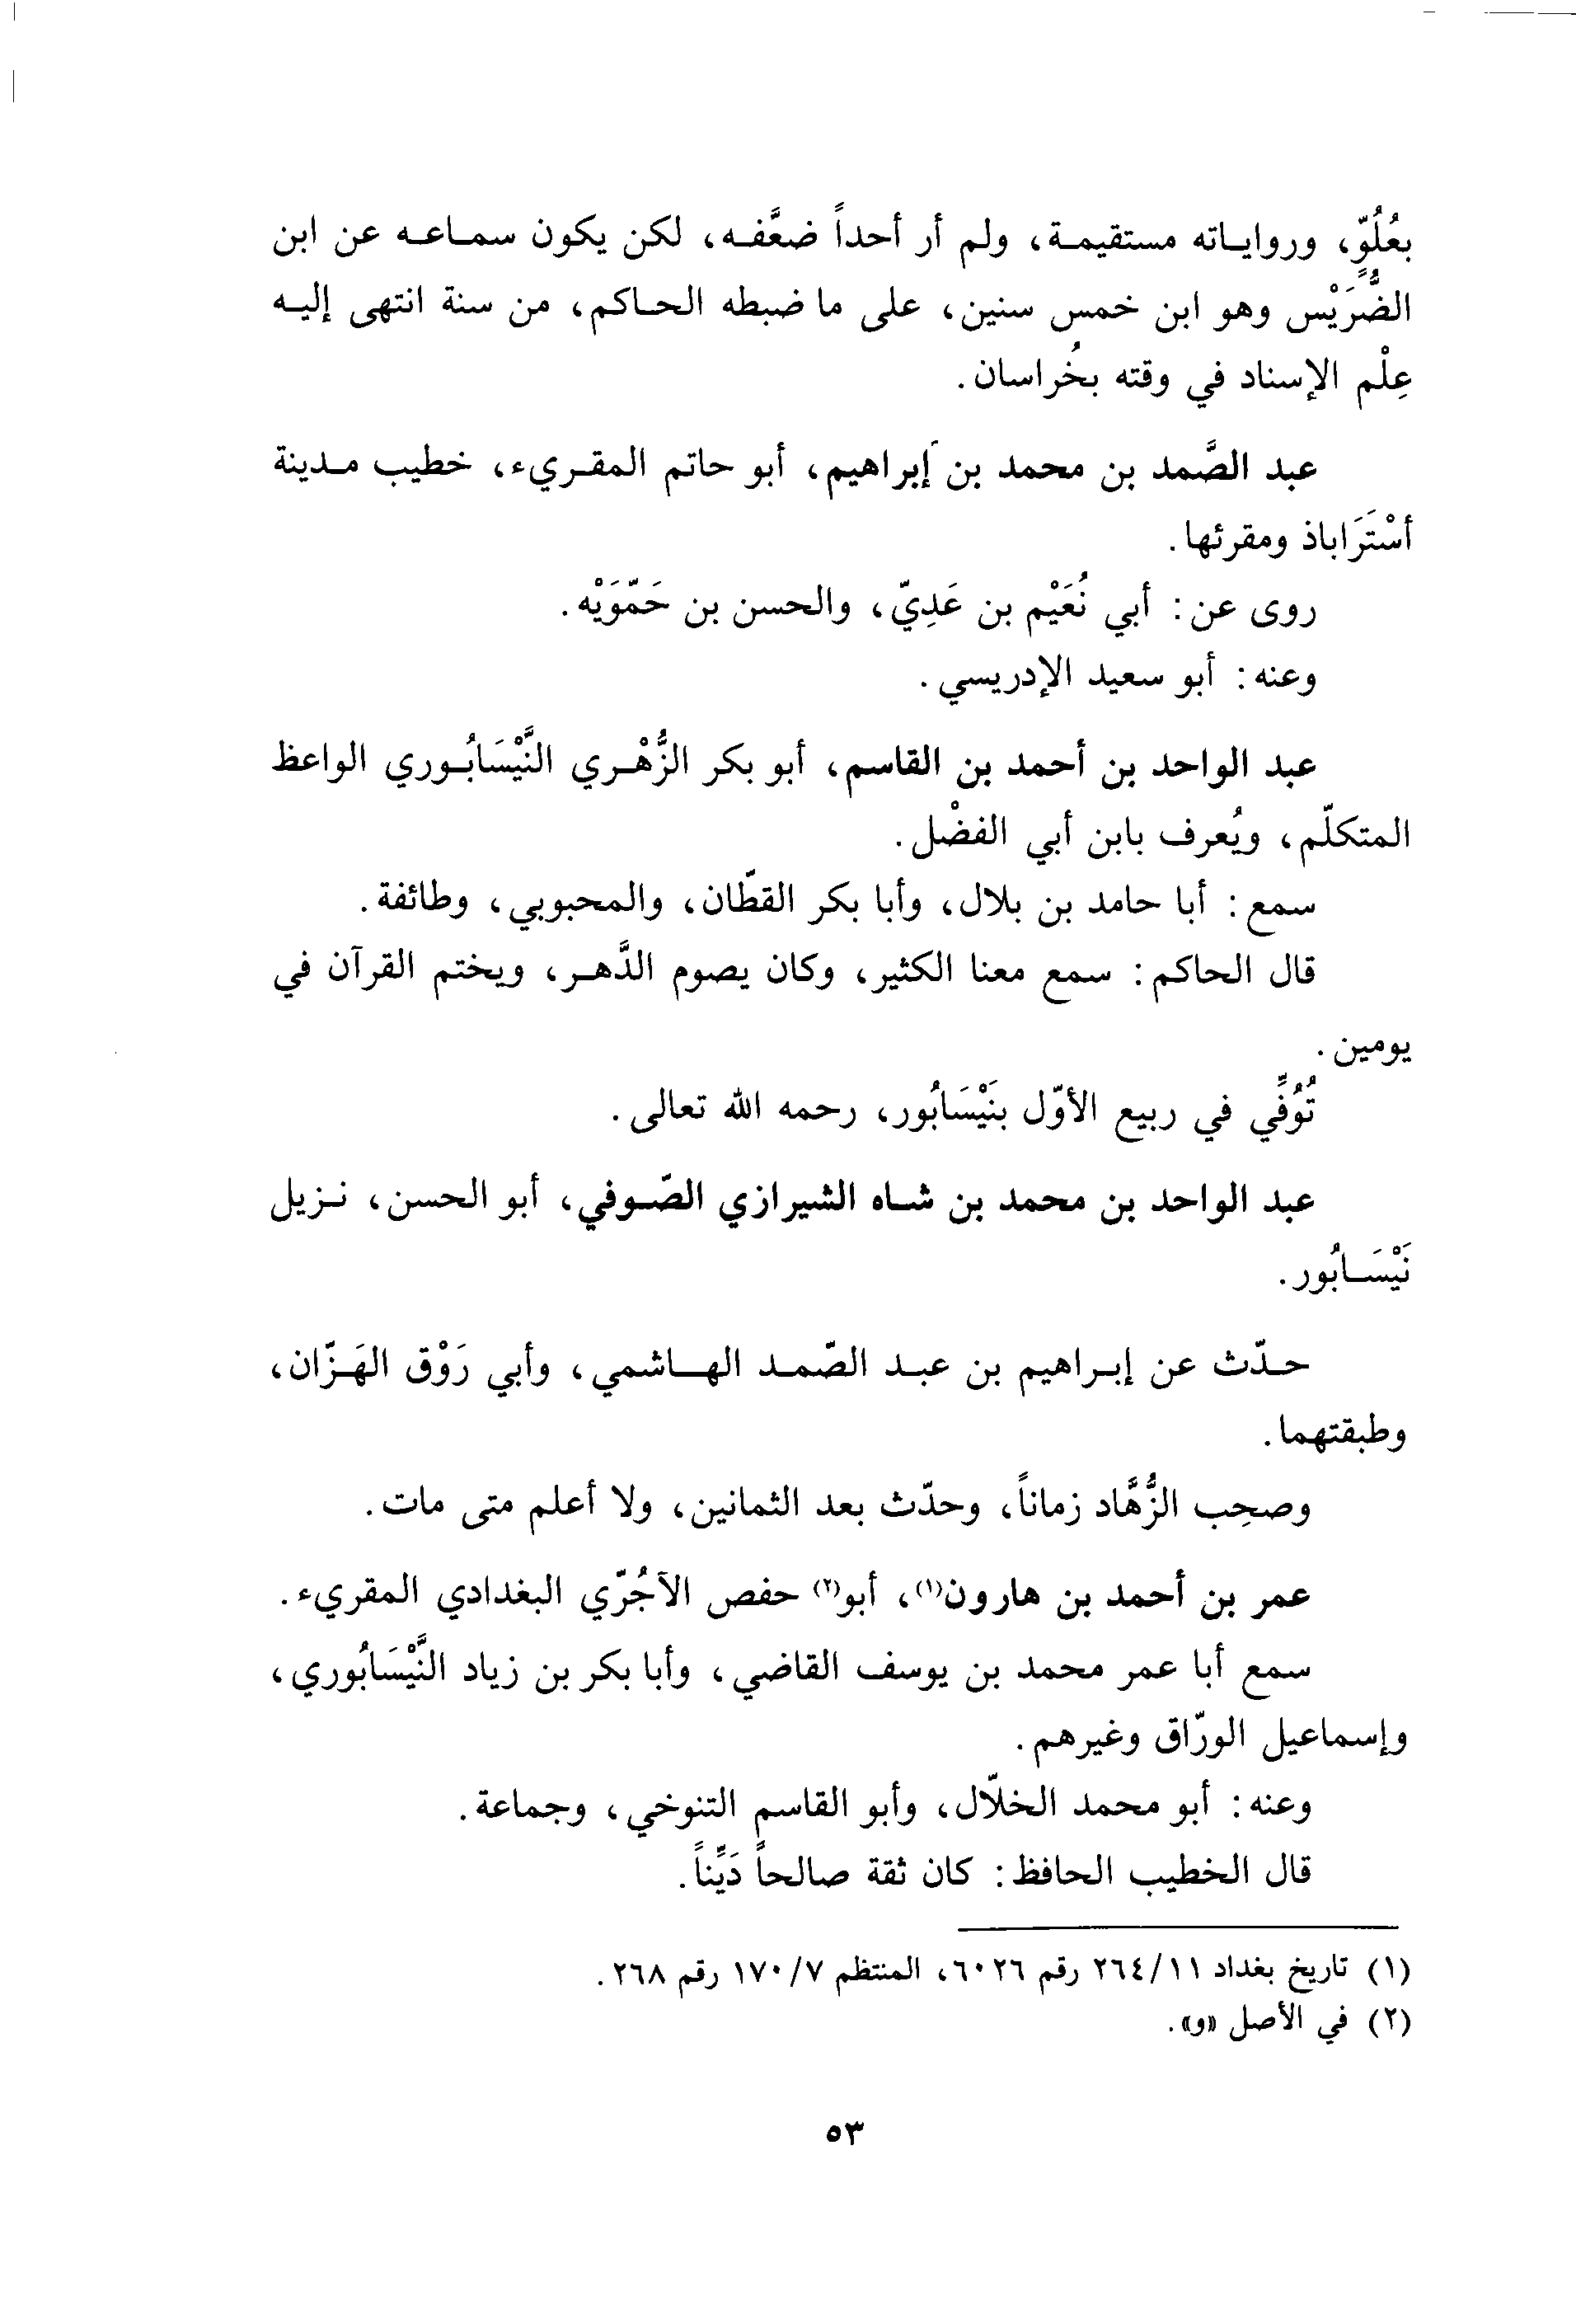 بعُلُوٍّ، ورواياته مستقيمة، ولم أر أحداً ضعَّفه، لكن يكون سماعه عن ابن
الضُّرَيْس وهو ابن خمس سنين، على ما ضبطه الحاكم، من سنة انتهى إليه
عِلْم الإسناد في وقته بخُراسان.
عبد الصَّمد بن محمد بن إبراهيم، أبو حاتم المقريء، خطيب مدينة
أسْتَرَاباذ ومقرئها.
روى عن: أبي نُعَيْم بن عَدِيّ، والحسن بن حَمّوَيْه.
وعنه: أبو سعيد الإدريسي.
عبد الواحد بن أحمد بن القاسم، أبو بكر الزُّهْري النَّيْسَابُوري الواعظ
المتكلّم، ويُعرف بابن أبي الفضْل.
سمع: أبا حامد بن بلال، وأبا بكر القطّان، والمحبوبي، وطائفة.
قال الحاكم: سمع معنا الكثير، وكان يصوم الدَّهر، ويختم القرآن في
يومين.
تُوُفِّي في ربيع الأوّل بنَيْسَابُور، رحمه الله تعالى.
عبد الواحد بن محمد بن شاه الشيرازي الصّوفي، أبو الحسن، نزيل
نَيْسَابُور.
حدّث عن إبراهيم بن عبد الصّمد الهاشمي، وأبي رَوْق الهَزّان،
وطبقتهما.
وصحِب الزُّهَّاد زماناً، وحدّث بعد الثمانين، ولا أعلم متى مات.
عمر بن أحمد بن هارون(١)، أبو(٢) حفص الآجُرّي البغدادي المقريء.
سمع أبا عمر محمد بن يوسف القاضي، وأبا بكر بن زياد النَّيْسَابُوري،
وإسماعيل الورّاق وغيرهم.
وعنه: أبو محمد الخلّال، وأبو القاسم التنوخي، وجماعة.
قال الخطيب الحافظ: كان ثقة صالحاً دَيِّناً.
(١) تاريخ بغداد ٢٦٤/١١ رقم ٦٠٢٦، المنتظم ١٧٠/٧ رقم ٢٦٨.
(٢) في الأصل «و».
٥٣